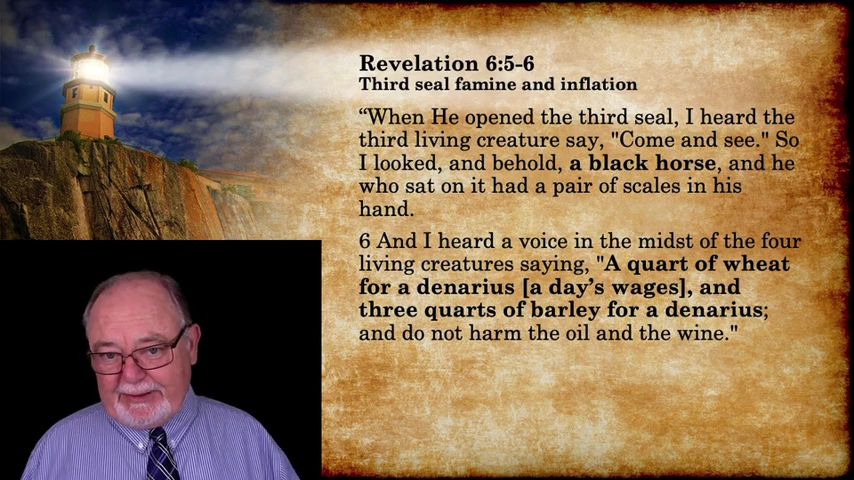 Revelation 6:5-6
Third seal famine and inflation
“When He opened the third seal, I heard the
third living creature say, "Come and see." So
I looked, and behold, a black horse, and he
who sat on it had a pair of scales in his
hand.
6 And I heard a voice in the midst of the four
living creatures saying, "A quart of wheat
for a denarius [a day’s wages], and
three quarts of barley for a denarius;
and do not harm the oil and the wine."